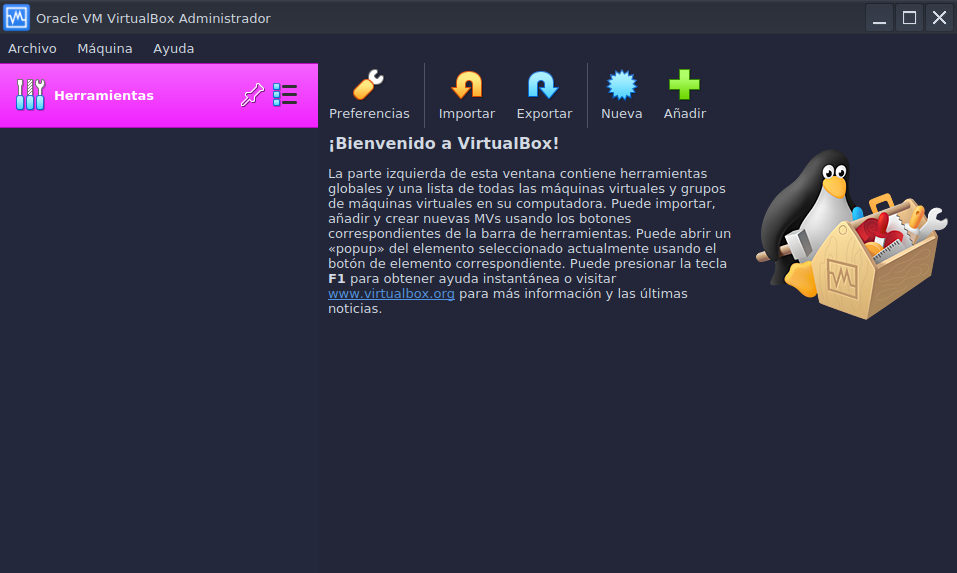 Oracle VM VirtualBox Administrador
Archivo Máquina Ayuda
Herramientas
Preferencias Importar Exportar Nueva Añadir
¡Bienvenido a VirtualBox!
La parte izquierda de esta ventana contiene herramientas
globales y una lista de todas las máquinas virtuales y grupos
de máquinas virtuales en su computadora. Puede importar,
añadir y crear nuevas MVs usando los botones
correspondientes de la barra de herramientas. Puede abrir un
«popup» del elemento seleccionado actualmente usando el
botón de elemento correspondiente. Puede presionar la tecla
F1 para obtener ayuda instantánea o visitar
www.virtualbox.org para más información y las últimas
noticias.